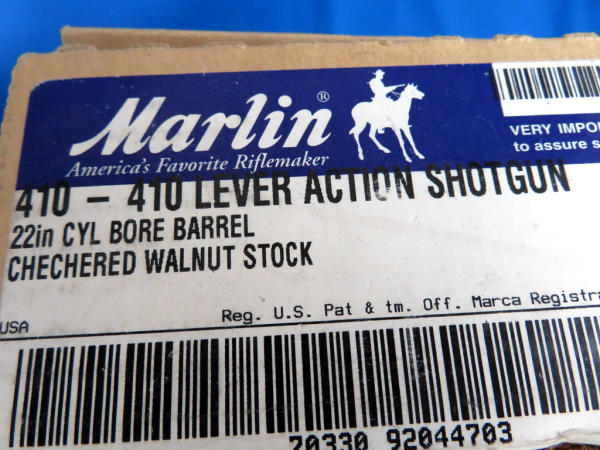 Marlin®
America's Favorite Riflemaker
VERY IMPO
to assure s
410 - 410 LEVER ACTION SHOTGUN
22in CYL BORE BARREL
CHECHERED WALNUT STOCK
USA
Reg. U.S. Pat & tm. Off. Marca Registra
70330 92044703